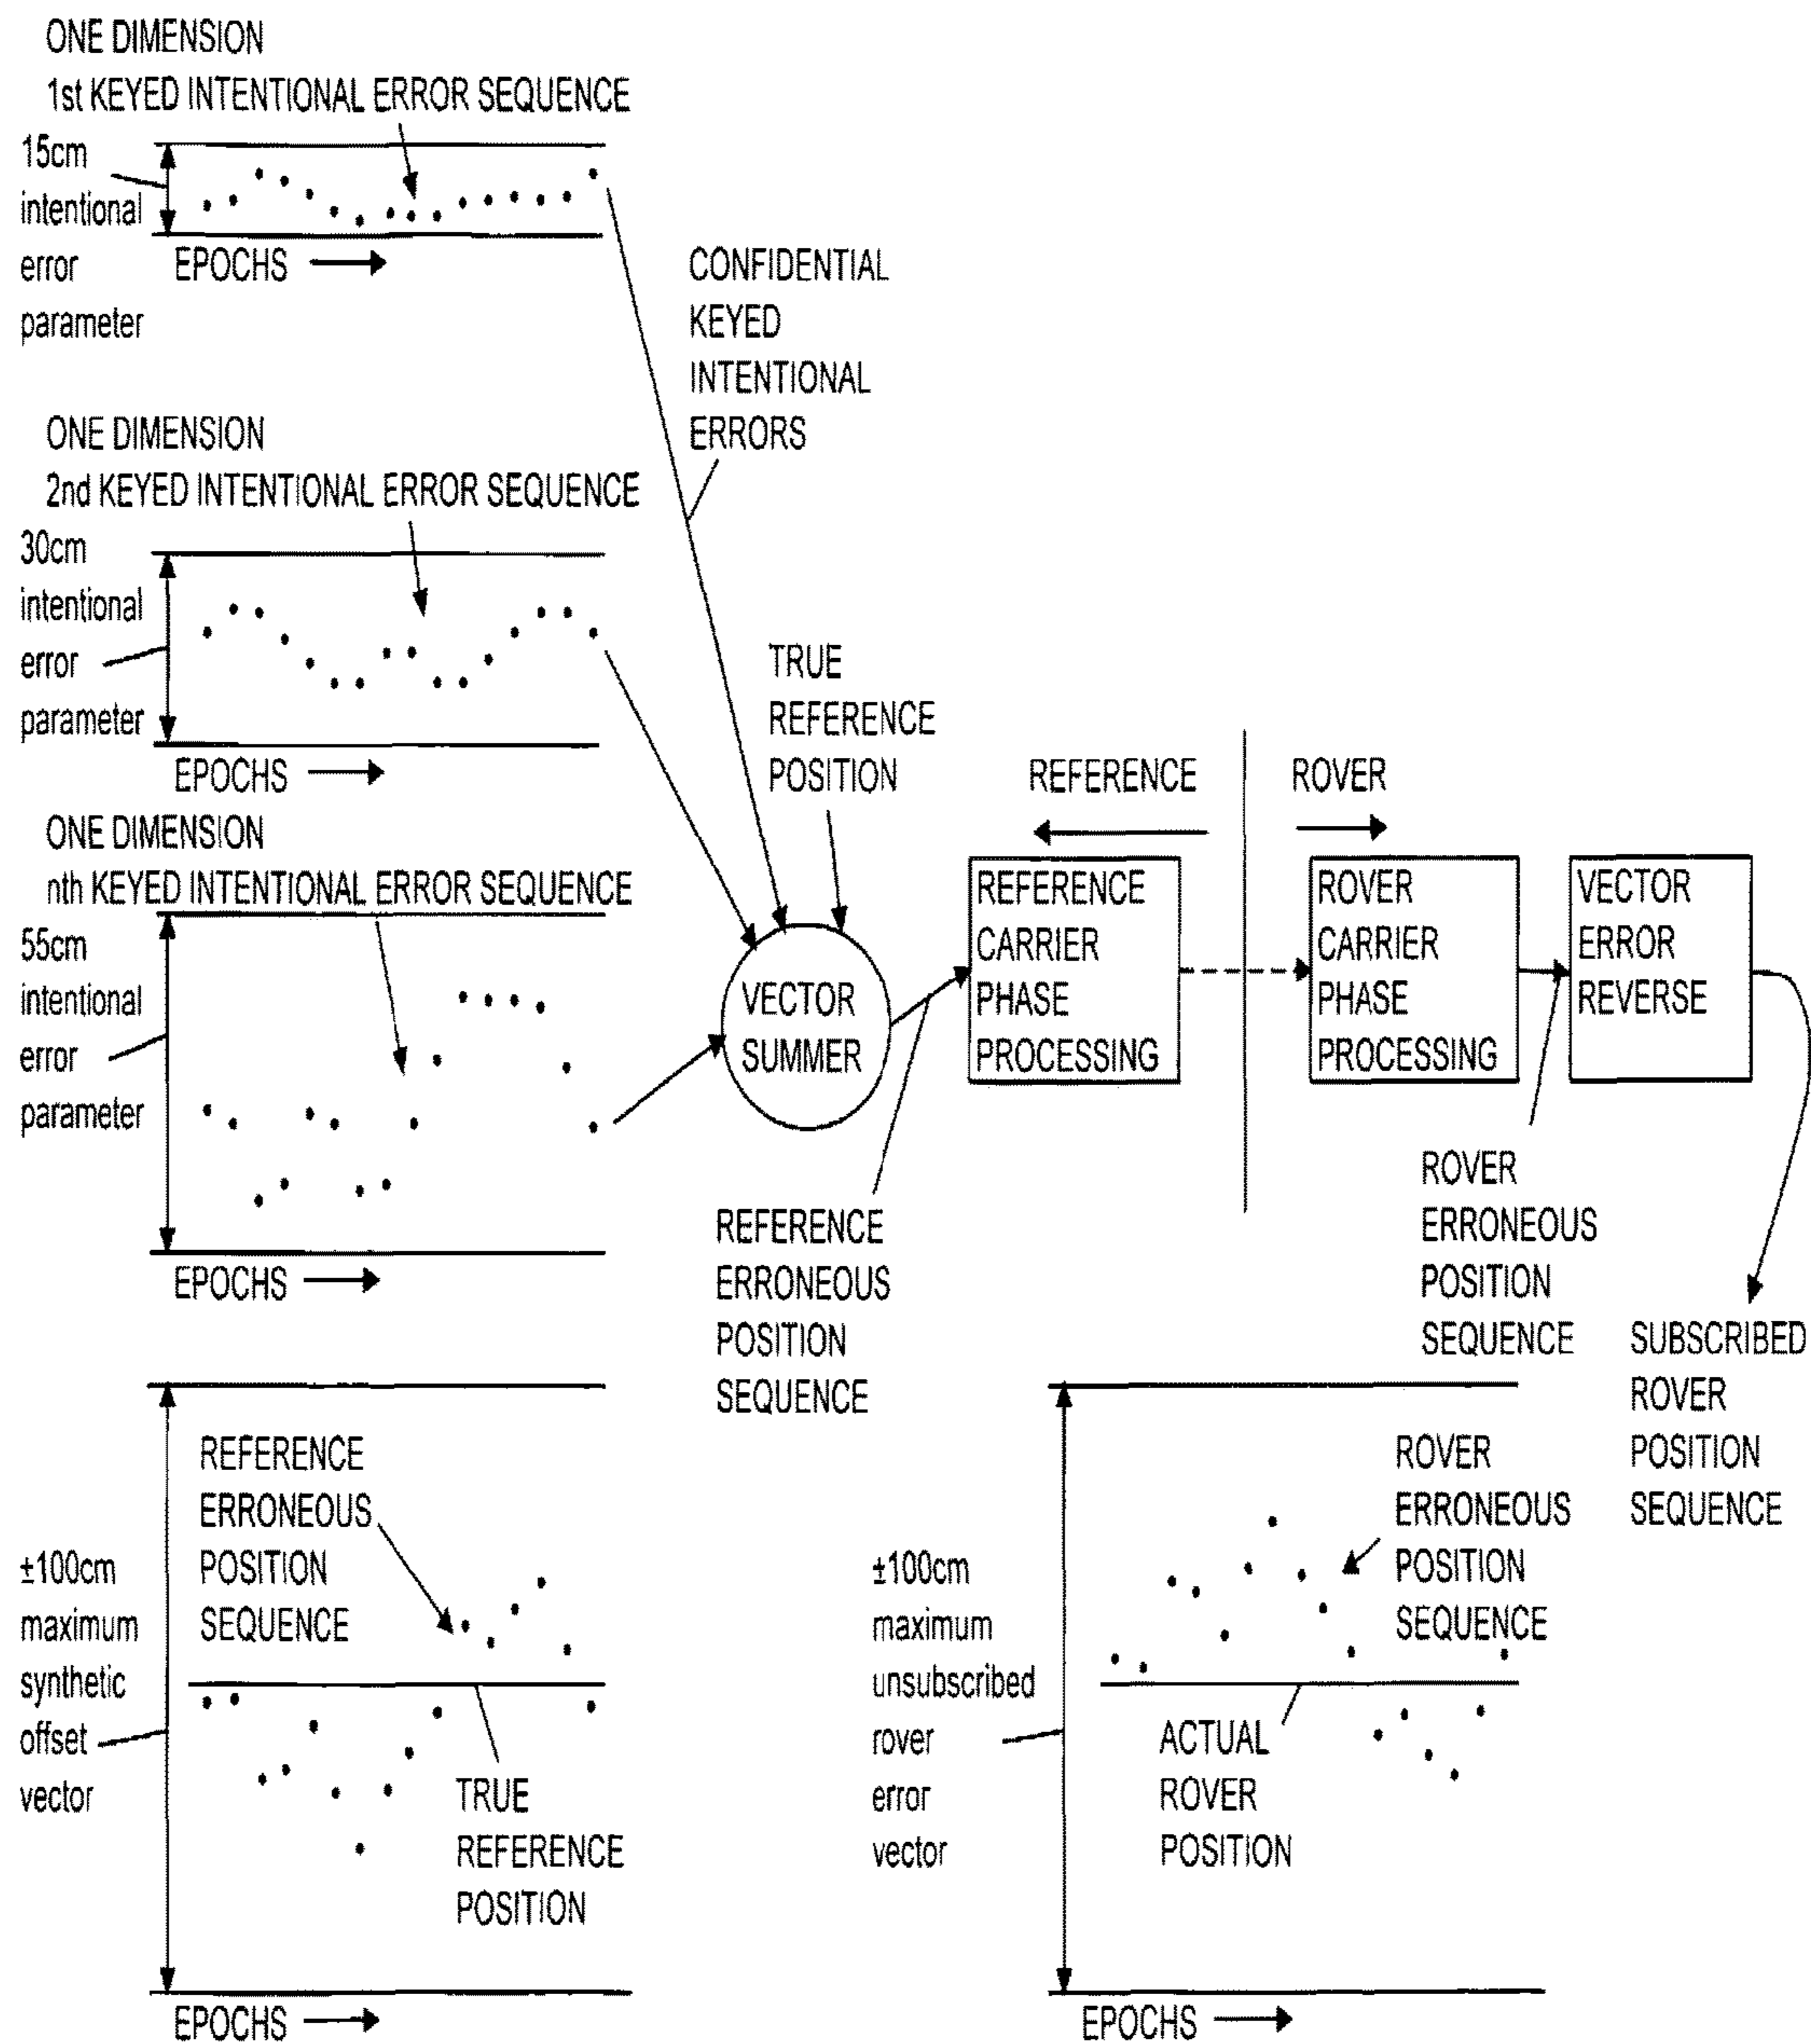 ONE DIMENSION
1st KEYED INTENTIONAL ERROR SEQUENCE
15cm
intentional
error
parameter
EPOCHS
CONFIDENTIAL
KEYED
INTENTIONAL
ERRORS
ONE DIMENSION
2nd KEYED INTENTIONAL ERROR SEQUENCE
30cm
intentional
error
parameter
EPOCHS
TRUE
REFERENCE
POSITION
REFERENCE
ROVER
ONE DIMENSION
nth KEYED INTENTIONAL ERROR SEQUENCE
55cm
intentional
error
parameter
EPOCHS
VECTOR
SUMMER
REFERENCE
CARRIER
PHASE
PROCESSING
ROVER
CARRIER
PHASE
PROCESSING
VECTOR
ERROR
REVERSE
REFERENCE
ERRONEOUS
POSITION
SEQUENCE
ROVER
ERRONEOUS
POSITION
SEQUENCE
SUBSCRIBED
ROVER
POSITION
SEQUENCE
±100cm
maximum
synthetic
offset
vector
REFERENCE
ERRONEOUS
POSITION
SEQUENCE
TRUE
REFERENCE
POSITION
EPOCHS
±100cm
maximum
unsubscribed
rover
error
vector
ROVER
ERRONEOUS
POSITION
SEQUENCE
ACTUAL
ROVER
POSITION
EPOCHS